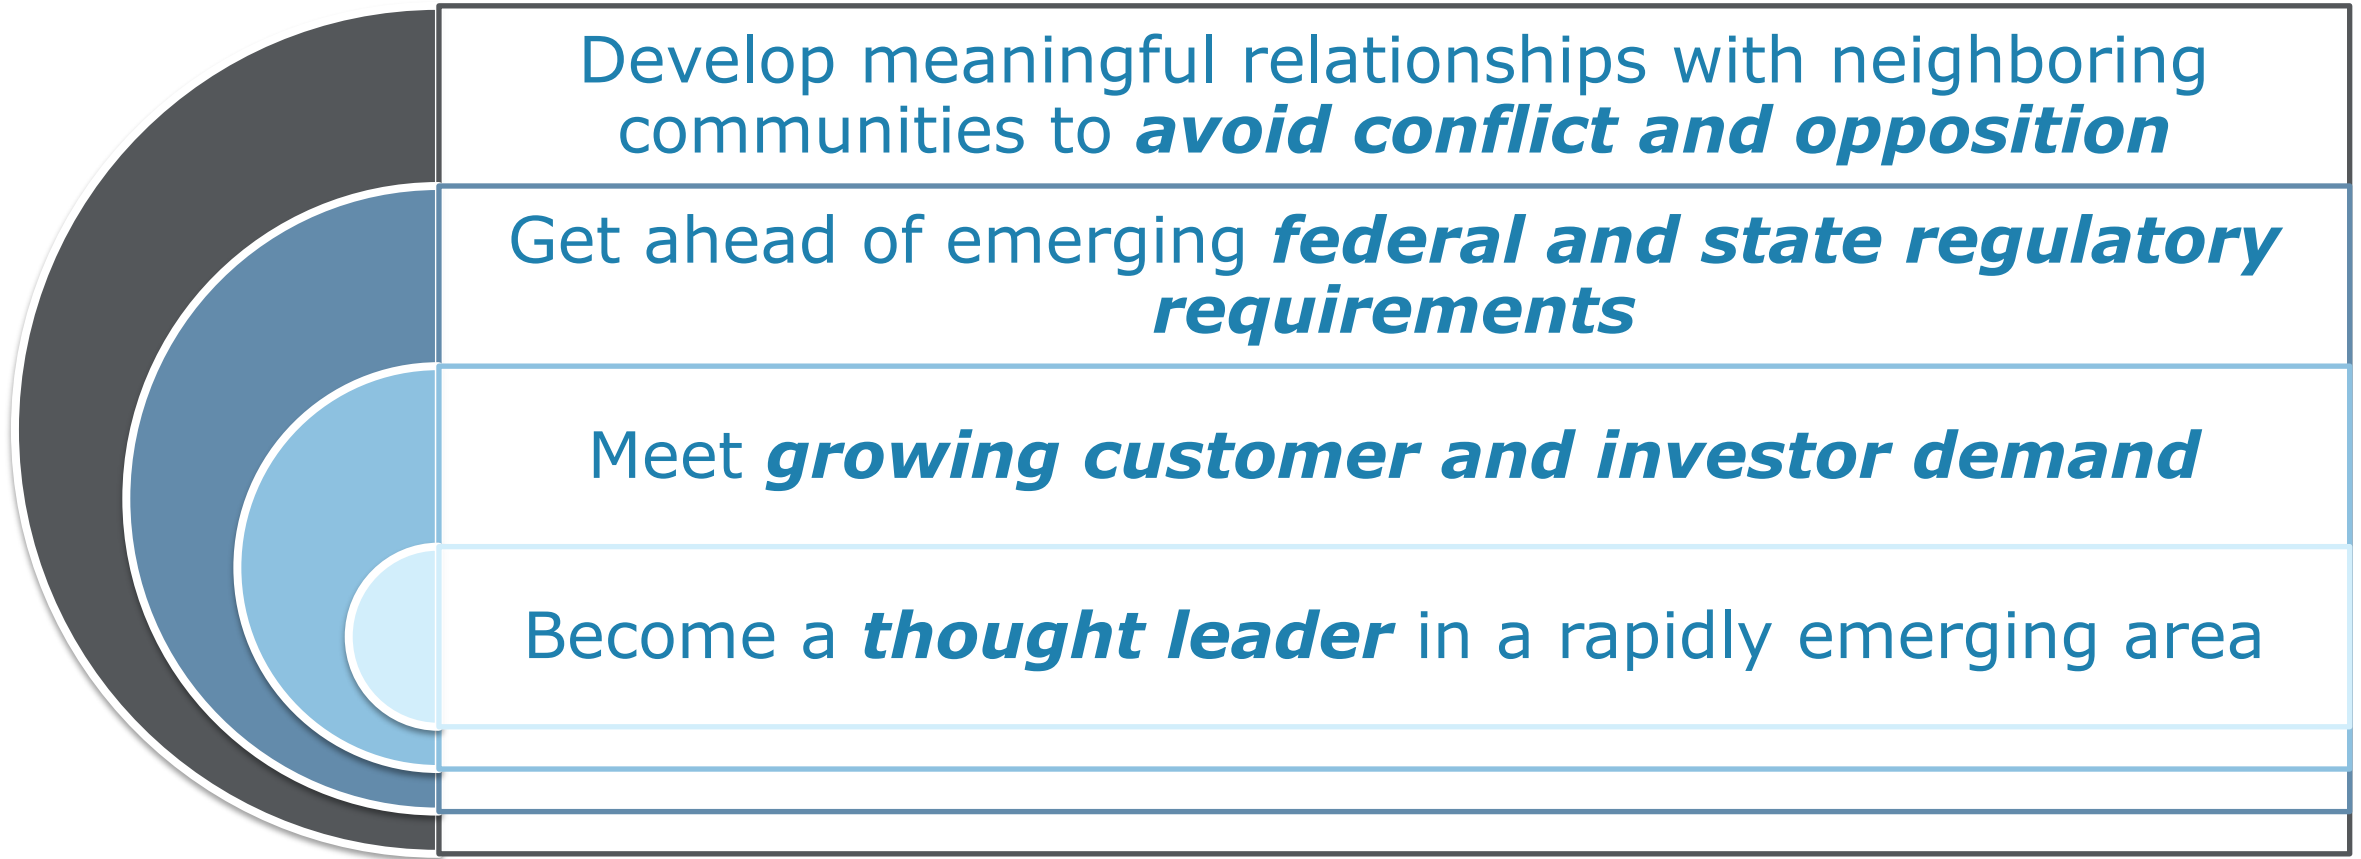 Develop meaningful relationships with neighboring
communities to avoid conflict and opposition
Get ahead of emerging federal and state regulatory
requirements
Meet growing customer and investor demand
Become a thought leader in a rapidly emerging area